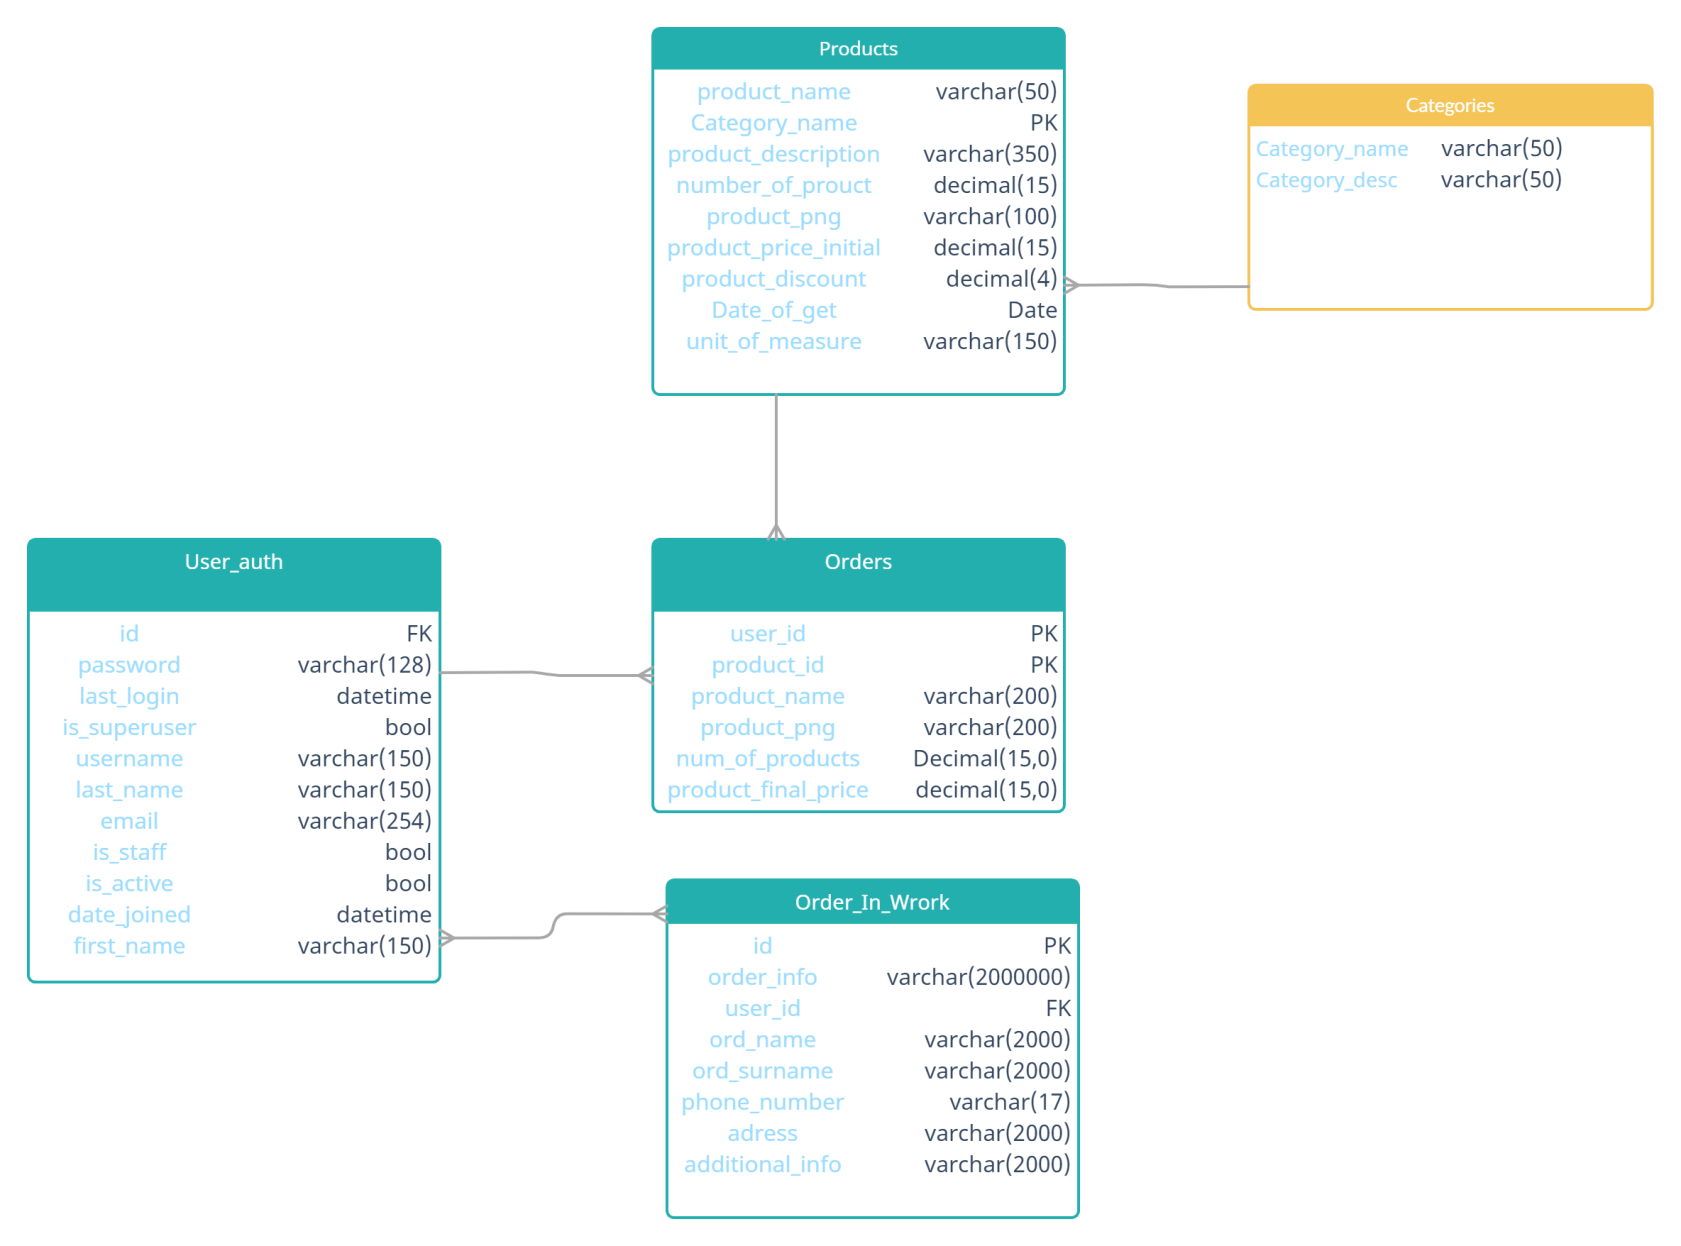 Products
product_name varchar(50)
Category_name PK
product_description varchar(350)
number_of_prouct decimal(15)
product_png varchar(100)
product_price_initial decimal(15)
product_discount decimal(4)
Date_of_get Date
unit_of_measure varchar(150)
Categories
Category_name varchar(50)
Category_desc varchar(50)
User_auth
id FK
password varchar(128)
last_login datetime
is_superuser bool
username varchar(150)
last_name varchar(150)
email varchar(254)
is_staff bool
is_active bool
date_joined datetime
first_name varchar(150)
Orders
user_id PK
product_id PK
product_name varchar(200)
product_png varchar(200)
num_of_products Decimal(15,0)
product_final_price decimal(15,0)
Order_In_Wrork
id PK
order_info varchar(2000000)
user_id FK
ord_name varchar(2000)
ord_surname varchar(2000)
phone_number varchar(17)
adress varchar(2000)
additional_info varchar(2000)